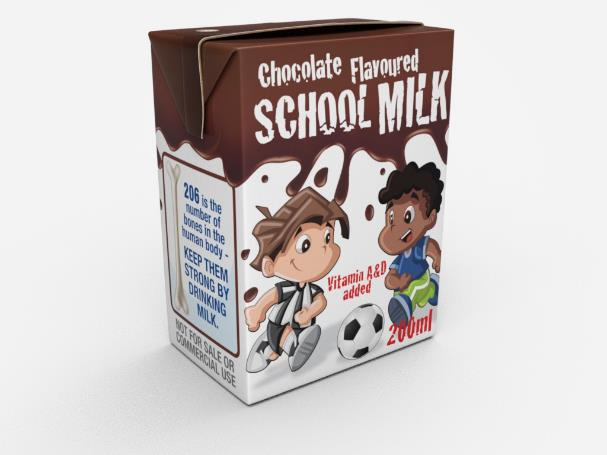 Chocolate Flavoured
SCHOOL MILK
206 is the
number of
bones in the
human body -
KEEP THEM
STRONG BY
DRINKING
MILK.
NOT FOR SALE OR
COMMERCIAL USE
Vitamin A&D
added
200ml